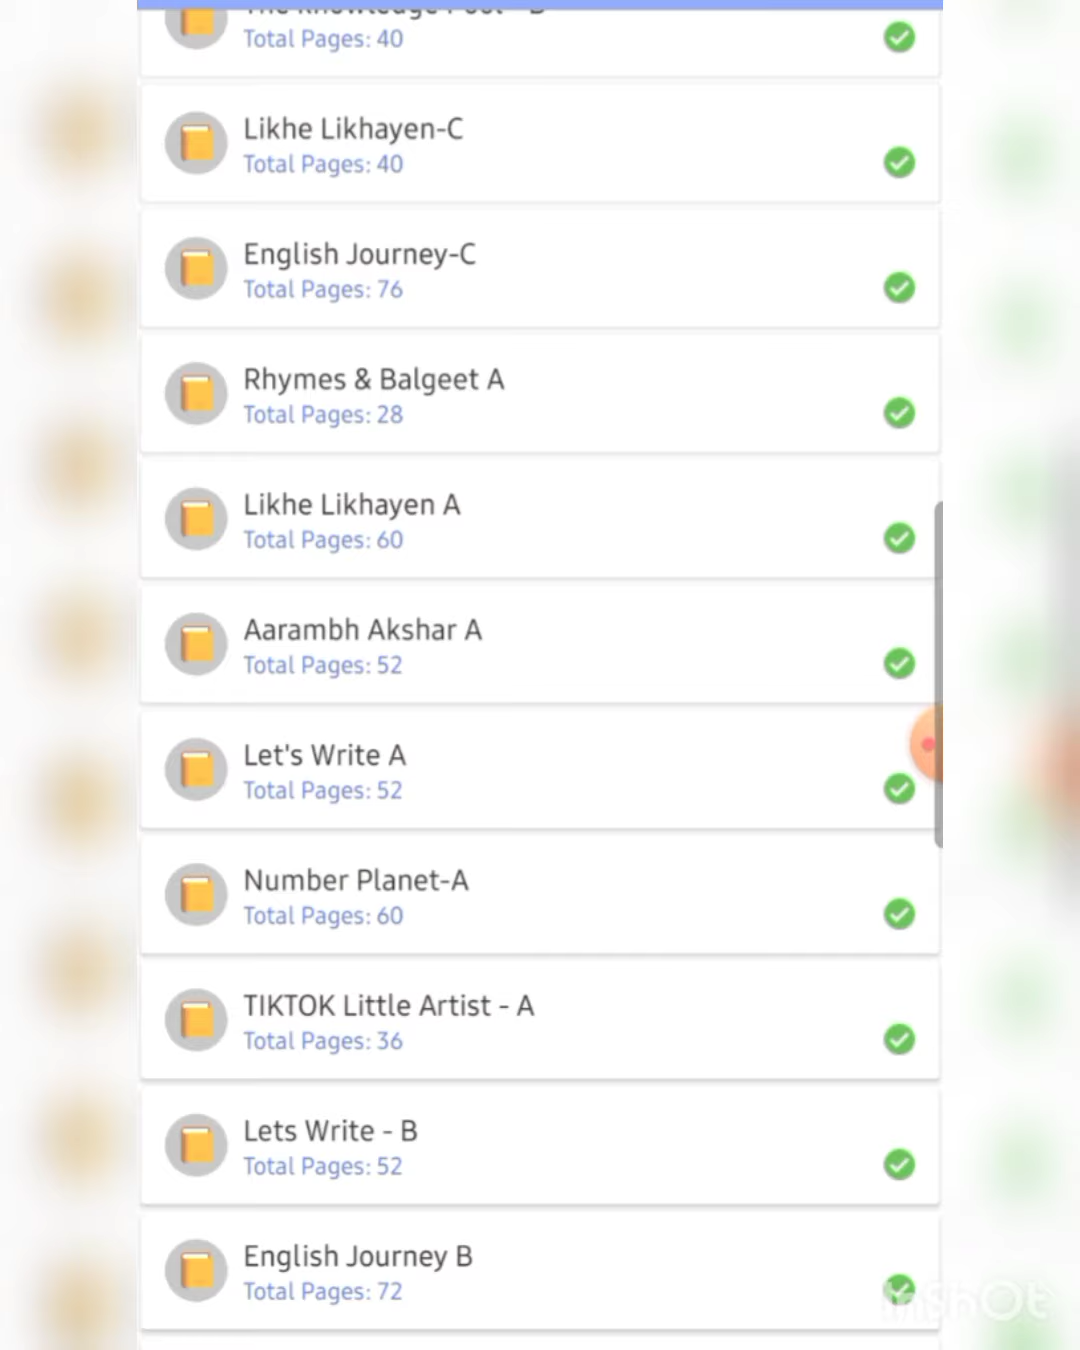 Total Pages: 40
Likhe Likhayen-C
Total Pages: 40
English Journey-C
Total Pages: 76
Rhymes & Balgeet A
Total Pages: 28
Likhe Likhayen A
Total Pages: 60
Aarambh Akshar A
Total Pages: 52
Let's Write A
Total Pages: 52
Number Planet-A
Total Pages: 60
TIKTOK Little Artist - A
Total Pages: 36
Lets Write - B
Total Pages: 52
English Journey B
Total Pages: 72
InShOt